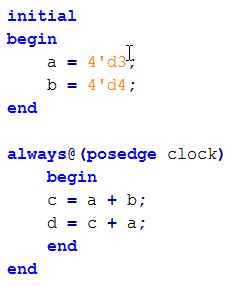 initial
begin
    a = 4'd3;
    b = 4'd4;
end

always@(posedge clock)
    begin
    c = a + b;
    d = c + a;
    end
end